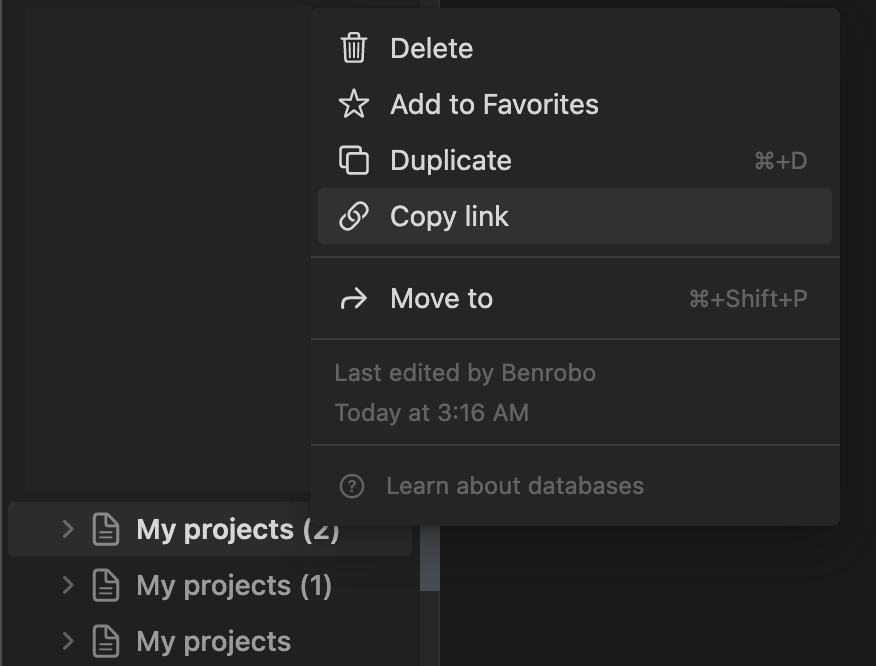 Delete
Add to Favorites
Duplicate ⌘+D
Copy link
Move to ⌘+Shift+P
Last edited by Benrobo
Today at 3:16 AM
Learn about databases
My projects (2)
My projects (1)
My projects